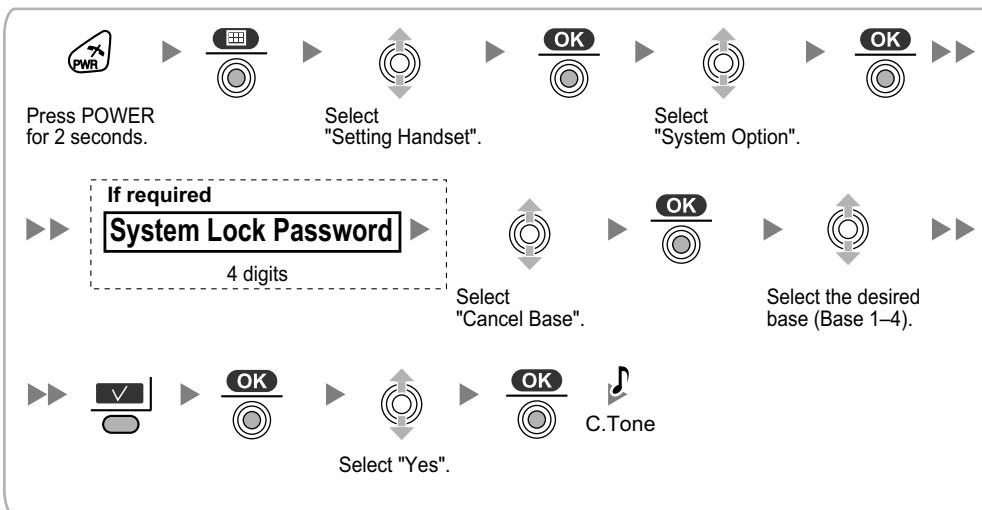 PWR
OK
OK
Press POWER
for 2 seconds.
Select
"Setting Handset".
Select
"System Option".
If required
System Lock Password
4 digits
OK
Select
"Cancel Base".
Select the desired
base (Base 1–4).
OK
OK
C.Tone
Select "Yes".